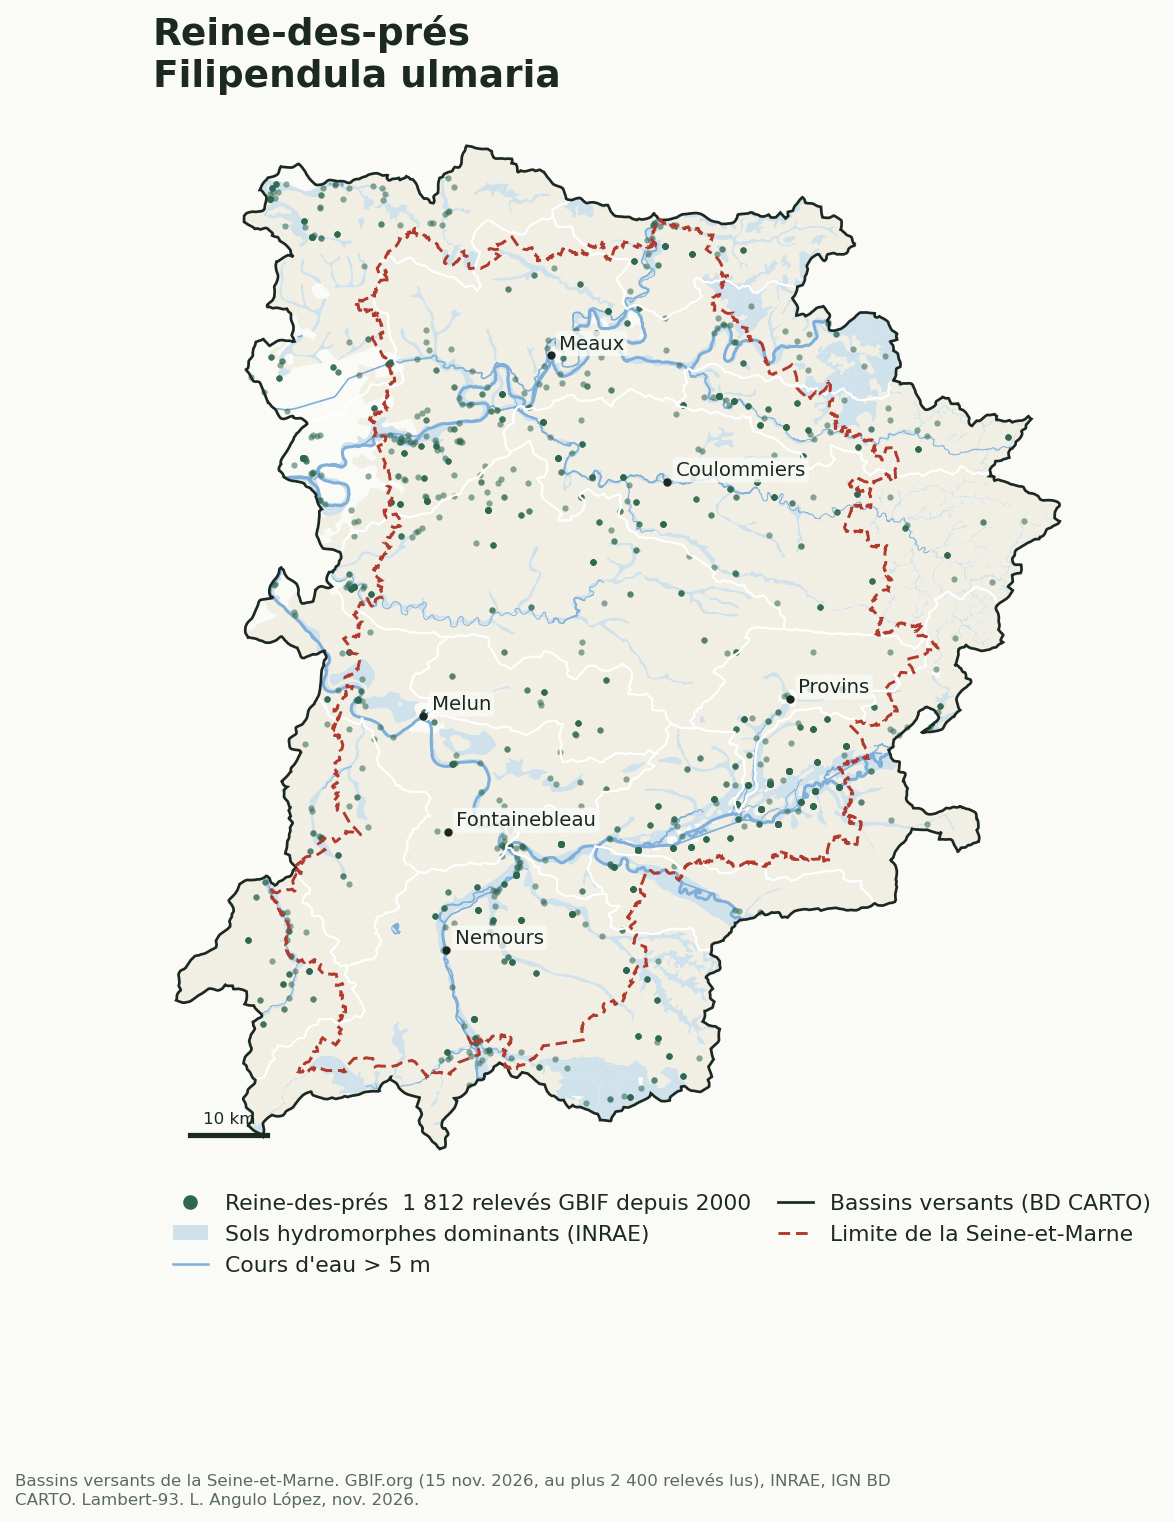 Reine-des-prés
Filipendula ulmaria
Meaux
Coulommiers
Provins
Melun
Fontainebleau
Nemours
10 km
Reine-des-prés  1 812 relevés GBIF depuis 2000
Sols hydromorphes dominants (INRAE)
Cours d'eau > 5 m
Bassins versants (BD CARTO)
Limite de la Seine-et-Marne
Bassins versants de la Seine-et-Marne. GBIF.org (15 nov. 2026, au plus 2 400 relevés lus), INRAE, IGN BD
CARTO. Lambert-93. L. Angulo López, nov. 2026.